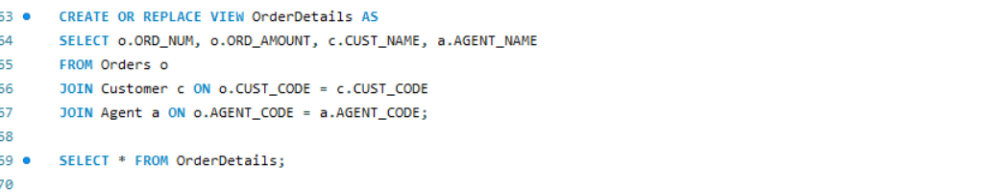 53 CREATE OR REPLACE VIEW OrderDetails AS
54 SELECT o.ORD_NUM, o.ORD_AMOUNT, c.CUST_NAME, a.AGENT_NAME
55 FROM Orders o
56 JOIN Customer c ON o.CUST_CODE = c.CUST_CODE
57 JOIN Agent a ON o.AGENT_CODE = a.AGENT_CODE;
58
59 SELECT * FROM OrderDetails;
70